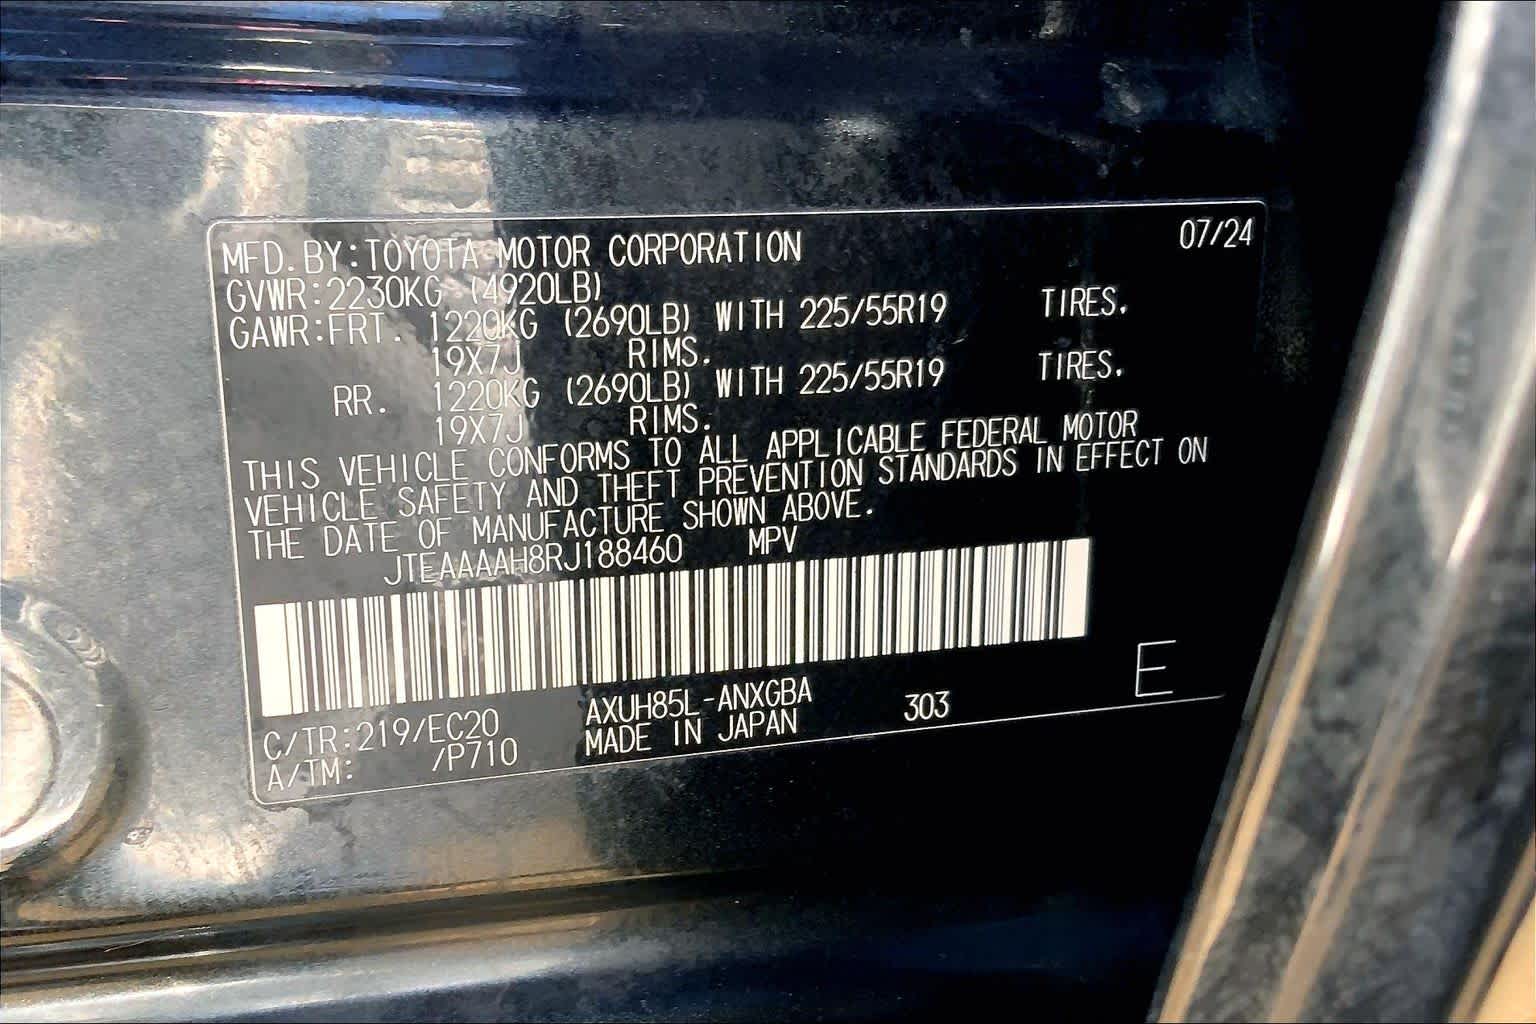 MFD. BY:TOYOTA MOTOR CORPORATION 07/24
GVWR:2230KG (4920LB)
GAWR:FRT. 1220KG (2690LB) WITH 225/55R19 TIRES.
19X7J RIMS.
RR. 1220KG (2690LB) WITH 225/55R19 TIRES.
19X7J RIMS.
THIS VEHICLE CONFORMS TO ALL APPLICABLE FEDERAL MOTOR
VEHICLE SAFETY AND THEFT PREVENTION STANDARDS IN EFFECT ON
THE DATE OF MANUFACTURE SHOWN ABOVE.
JTEAAAAH8RJ188460 MPV
E
C/TR:219/EC20 AXUH85L-ANXGBA 303
A/TM: /P710 MADE IN JAPAN